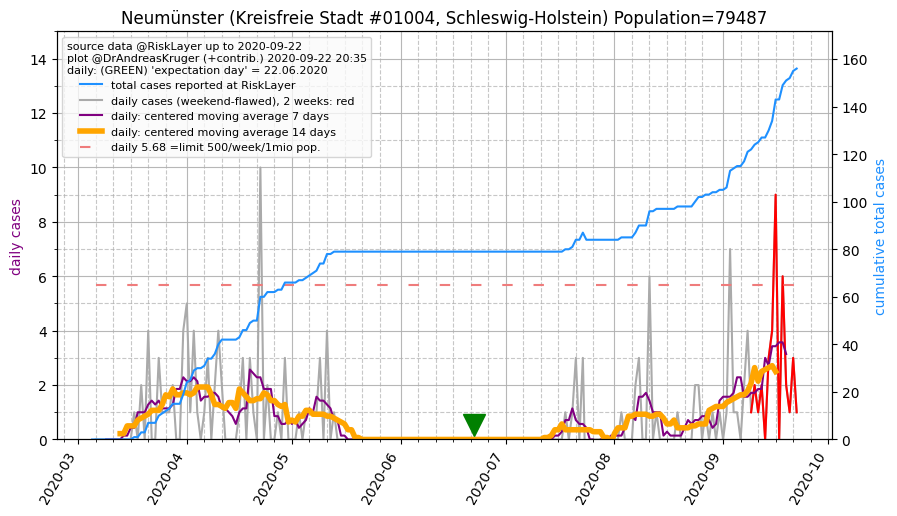 Neumünster (Kreisfreie Stadt #01004, Schleswig-Holstein) Population=79487
source data @RiskLayer up to 2020-09-22
plot @DrAndreasKruger (+contrib.) 2020-09-22 20:35
daily: (GREEN) 'expectation day' = 22.06.2020
total cases reported at RiskLayer
daily cases (weekend-flawed), 2 weeks: red
daily: centered moving average 7 days
daily: centered moving average 14 days
daily 5.68 =limit 500/week/1mio pop.
daily cases
14
12
10
8
6
4
2
0
cumulative total cases
160
140
120
100
80
60
40
20
0
2020-03
2020-04
2020-05
2020-06
2020-07
2020-08
2020-09
2020-10